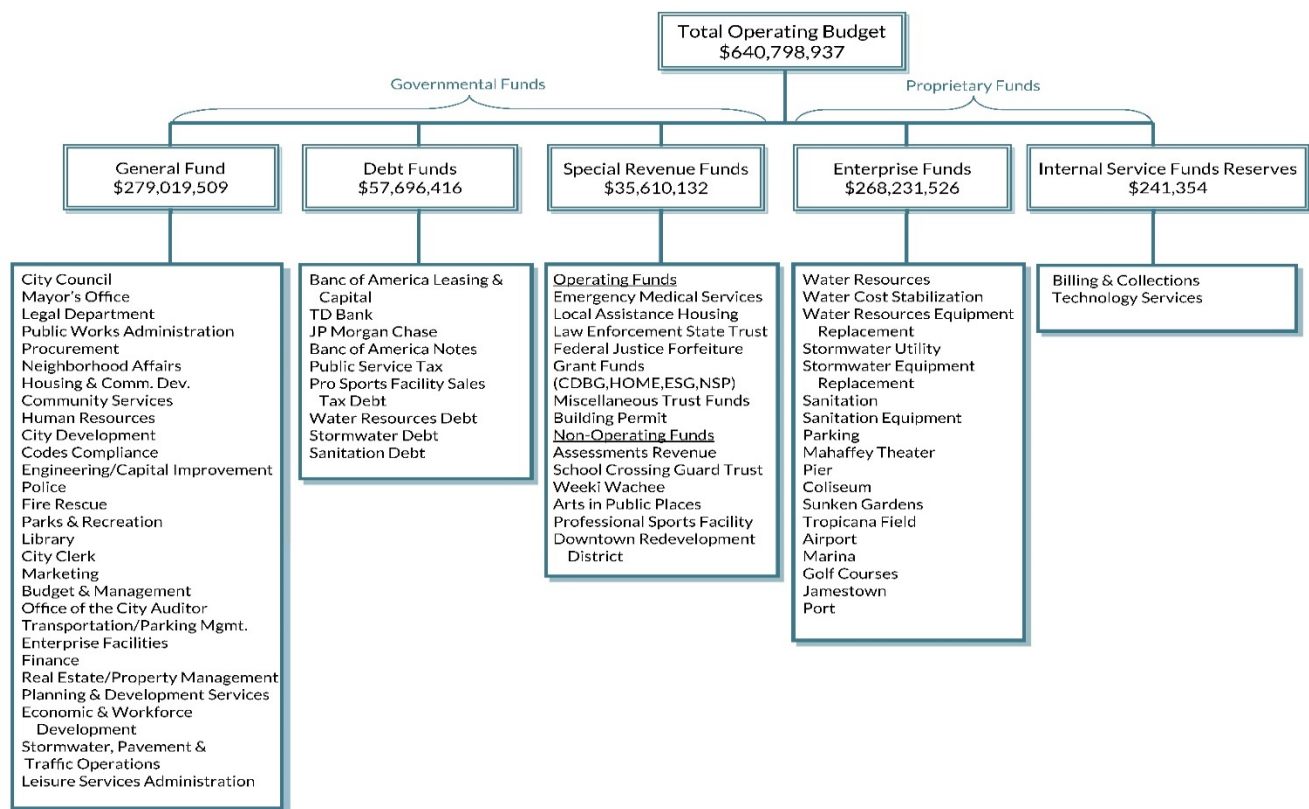 Total Operating Budget
$640,798,937
Governmental Funds
Proprietary Funds
General Fund
$279,019,509
Debt Funds
$57,696,416
Special Revenue Funds
$35,610,132
Enterprise Funds
$268,231,526
Internal Service Funds Reserves
$241,354
City Council
Mayor's Office
Legal Department
Public Works Administration
Procurement
Neighborhood Affairs
Housing & Comm. Dev.
Community Services
Human Resources
City Development
Codes Compliance
Engineering/Capital Improvement
Police
Fire Rescue
Parks & Recreation
Library
City Clerk
Marketing
Budget & Management
Office of the City Auditor
Transportation/Parking Mgmt.
Enterprise Facilities
Finance
Real Estate/Property Management
Planning & Development Services
Economic & Workforce
Development
Stormwater, Pavement &
Traffic Operations
Leisure Services Administration
Banc of America Leasing &
Capital
TD Bank
JP Morgan Chase
Banc of America Notes
Public Service Tax
Pro Sports Facility Sales
Tax Debt
Water Resources Debt
Stormwater Debt
Sanitation Debt
Operating Funds
Emergency Medical Services
Local Assistance Housing
Law Enforcement State Trust
Federal Justice Forfeiture
Grant Funds
(CDBG,HOME,ESG,NSP)
Miscellaneous Trust Funds
Building Permit
Non-Operating Funds
Assessments Revenue
School Crossing Guard Trust
Weeki Wachee
Arts in Public Places
Professional Sports Facility
Downtown Redevelopment
District
Water Resources
Water Cost Stabilization
Water Resources Equipment
Replacement
Stormwater Utility
Stormwater Equipment
Replacement
Sanitation
Sanitation Equipment
Parking
Mahaffey Theater
Pier
Coliseum
Sunken Gardens
Tropicana Field
Airport
Marina
Golf Courses
Jamestown
Port
Billing & Collections
Technology Services